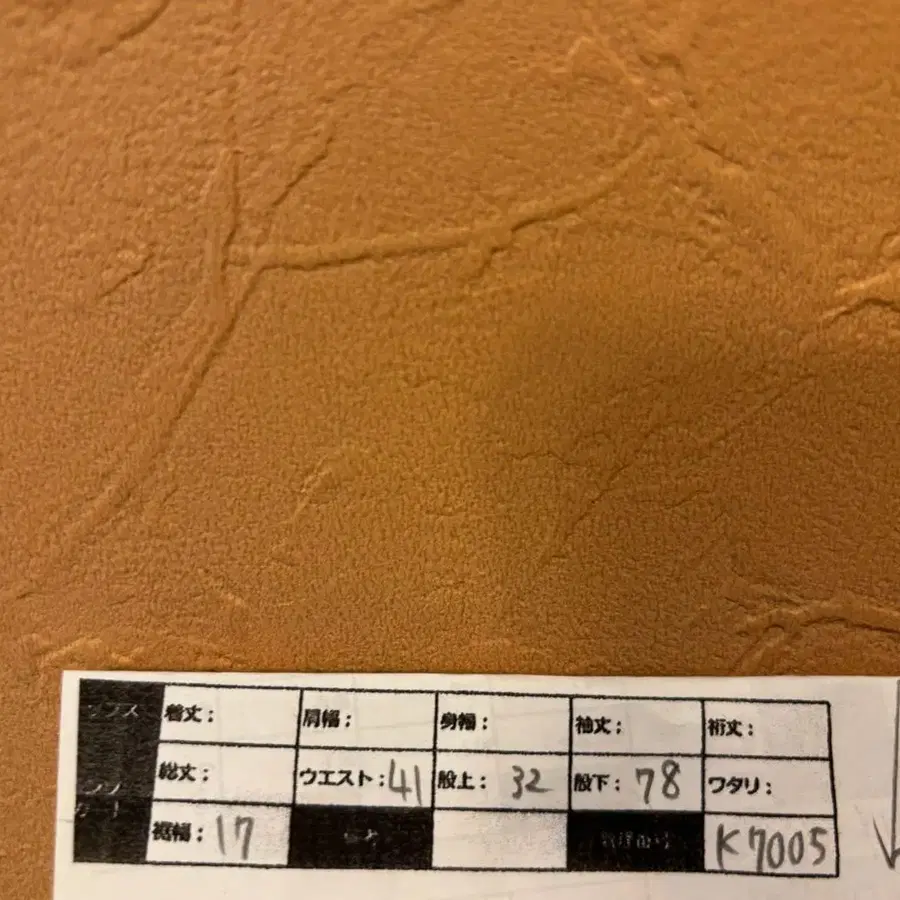 着丈： 肩幅： 身幅： 袖丈： 裄丈：
総丈： ウエスト：41 股上： 32 股下： 78 ワタリ：
裾幅： 17 K7005